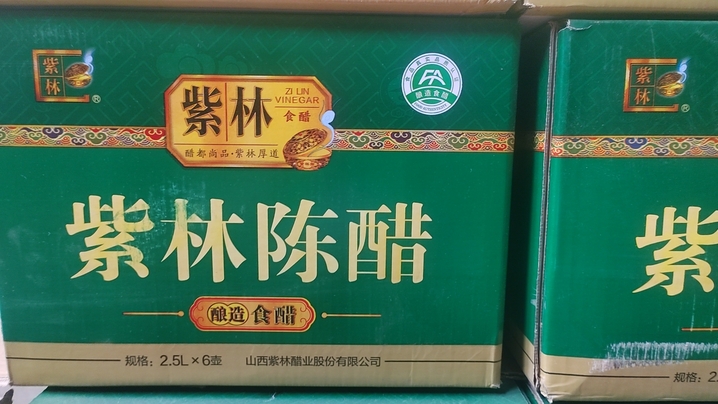 紫林
®
紫林
ZI LIN
VINEGAR
食醋
醋都尚品·紫林厚道
FA
酿造食醋
紫林陈醋
酿造食醋
规格：2.5L×6壶
山西紫林醋业股份有限公司
紫林
®
紫
规格：2